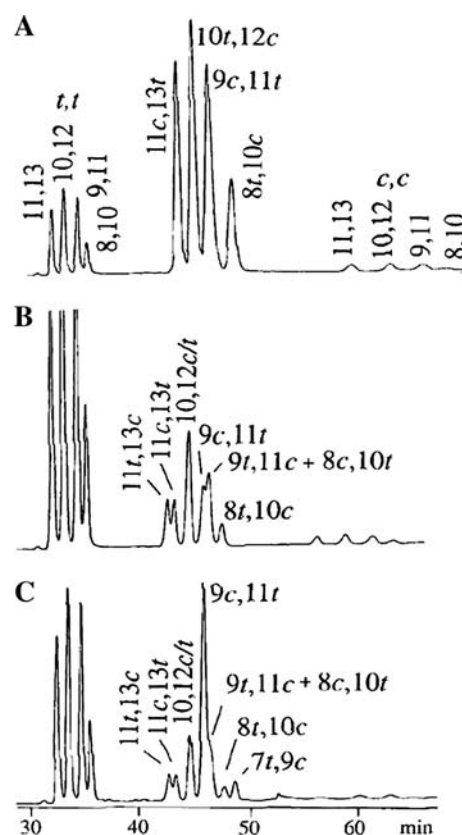 A
t,t
11,13
10,12
9,11
8,10
11c,13t
10t,12c
9c,11t
8t,10c
c,c
11,13
10,12
9,11
8,10
B
11t,13c
11c,13t
10,12c/t
9c,11t
9t,11c + 8c,10t
8t,10c
C
11t,13c
11c,13t
10,12c/t
9c,11t
9t,11c + 8c,10t
8t,10c
7t,9c
30 40 50 60 min